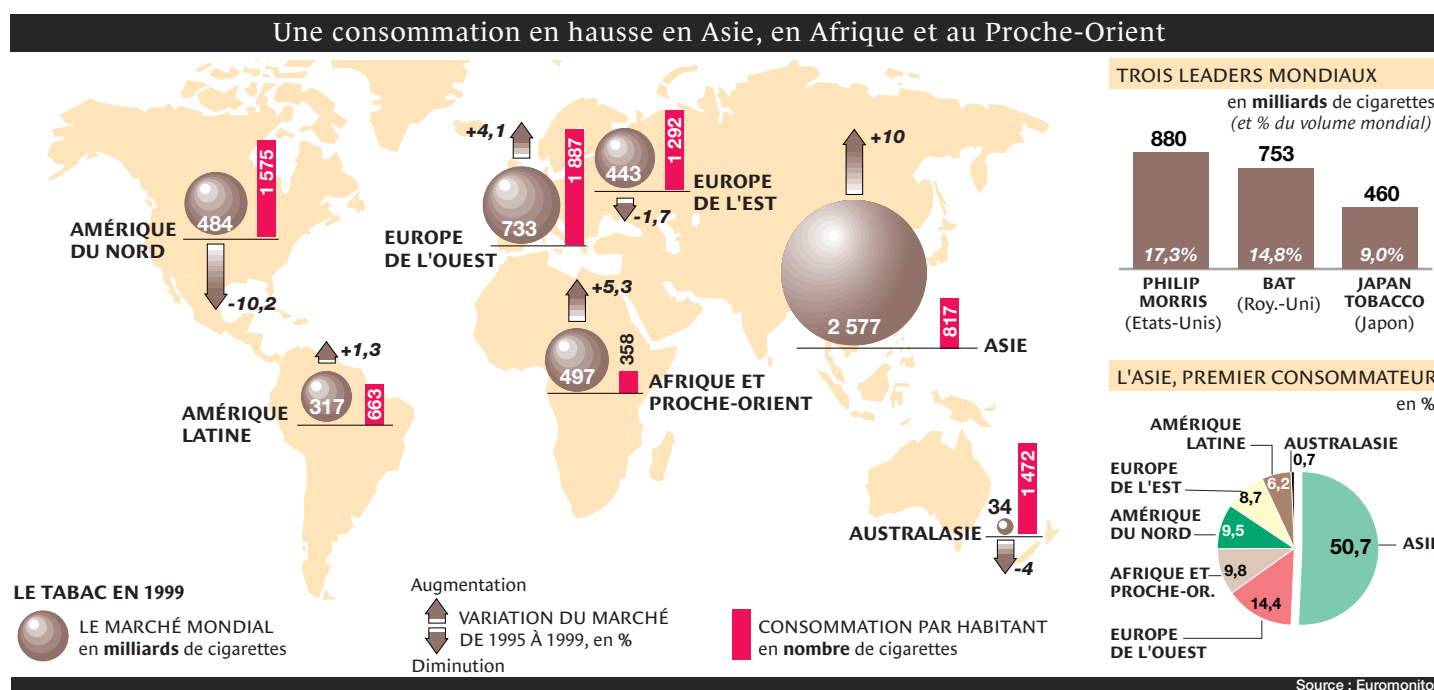 Une consommation en hausse en Asie, en Afrique et au Proche-Orient
AMÉRIQUE
DU NORD
484
1 575
-10,2
AMÉRIQUE
LATINE
+1,3
317
663
+4,1
733
1 887
EUROPE
DE L'OUEST
443
1 292
-1,7
EUROPE
DE L'EST
+5,3
497
358
AFRIQUE ET
PROCHE-ORIENT
+10
2 577
817
ASIE
AUSTRALASIE
34
1 472
-4
LE TABAC EN 1999
LE MARCHÉ MONDIAL
en milliards de cigarettes
Augmentation
VARIATION DU MARCHÉ
DE 1995 À 1999, en %
Diminution
CONSOMMATION PAR HABITANT
en nombre de cigarettes
TROIS LEADERS MONDIAUX
en milliards de cigarettes
(et % du volume mondial)
880
753
460
17,3%
14,8%
9,0%
PHILIP
MORRIS
(Etats-Unis)
BAT
(Roy.-Uni)
JAPAN
TOBACCO
(Japon)
L'ASIE, PREMIER CONSOMMATEUR
en %
AMÉRIQUE
LATINE
6,2
AUSTRALASIE
0,7
EUROPE
DE L'EST
8,7
AMÉRIQUE
DU NORD
9,5
AFRIQUE ET
PROCHE-OR.
9,8
EUROPE
DE L'OUEST
14,4
50,7
ASIE
Source : Euromonito